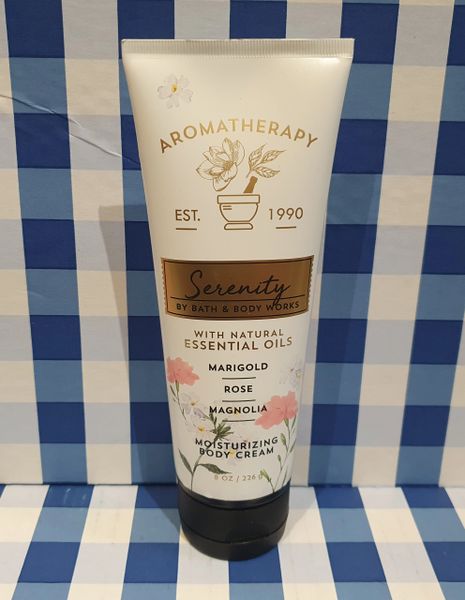 AROMATHERAPY
EST. 1990
Serenity
BY BATH & BODY WORKS
WITH NATURAL
ESSENTIAL OILS
MARIGOLD
ROSE
MAGNOLIA
MOISTURIZING
BODY CREAM
8 OZ / 226 g